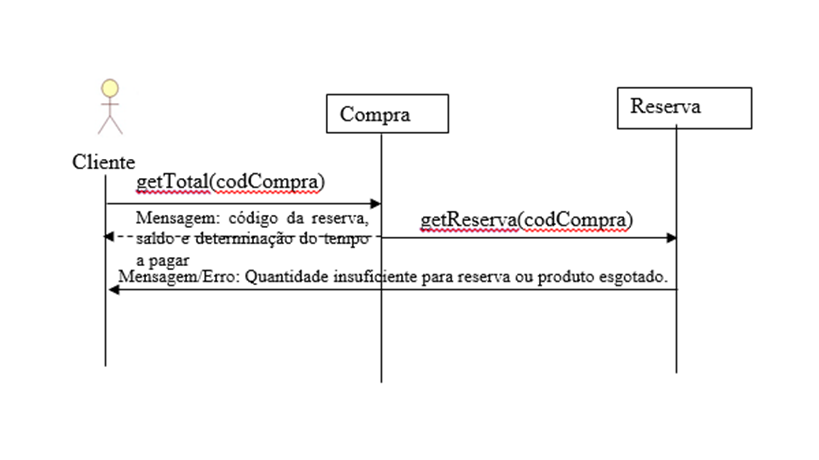 Compra
Reserva
Cliente
getTotal(codCompra)
Mensagem: código da reserva,
saldo e determinação do tempo
a pagar
getReserva(codCompra)
Mensagem/Erro: Quantidade insuficiente para reserva ou produto esgotado.